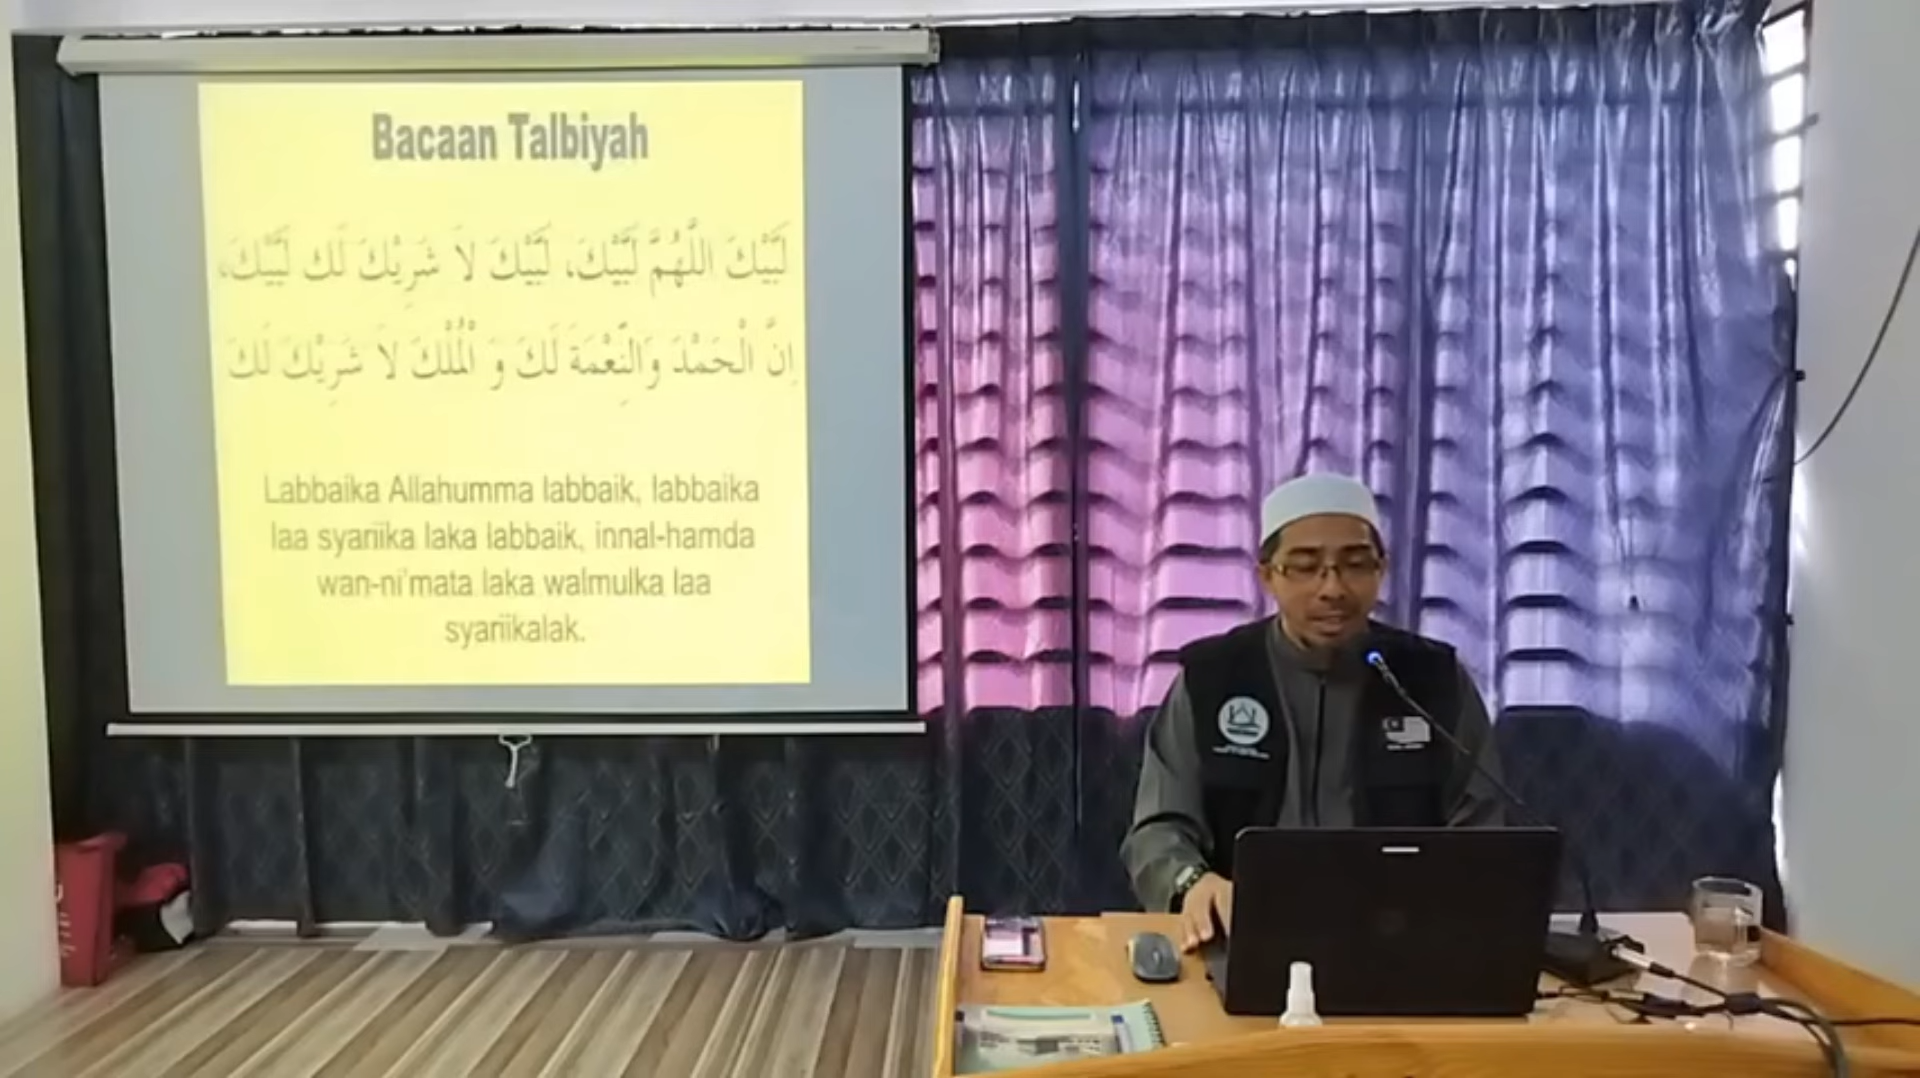 Bacaan Talbiyah
لَبَّيْكَ اللَّهُمَّ لَبَّيْكَ، لَبَّيْكَ لاَ شَرِيْكَ لَكَ لَبَّيْكَ،
اِنَّ الْحَمْدَ وَالنِّعْمَةَ لَكَ وَ الْمُلْكَ لاَ شَرِيْكَ لَكَ
Labbaika Allahumma labbaik, labbaika
laa syariika laka labbaik, innal-hamda
wan-ni'mata laka walmulka laa
syariikalak.